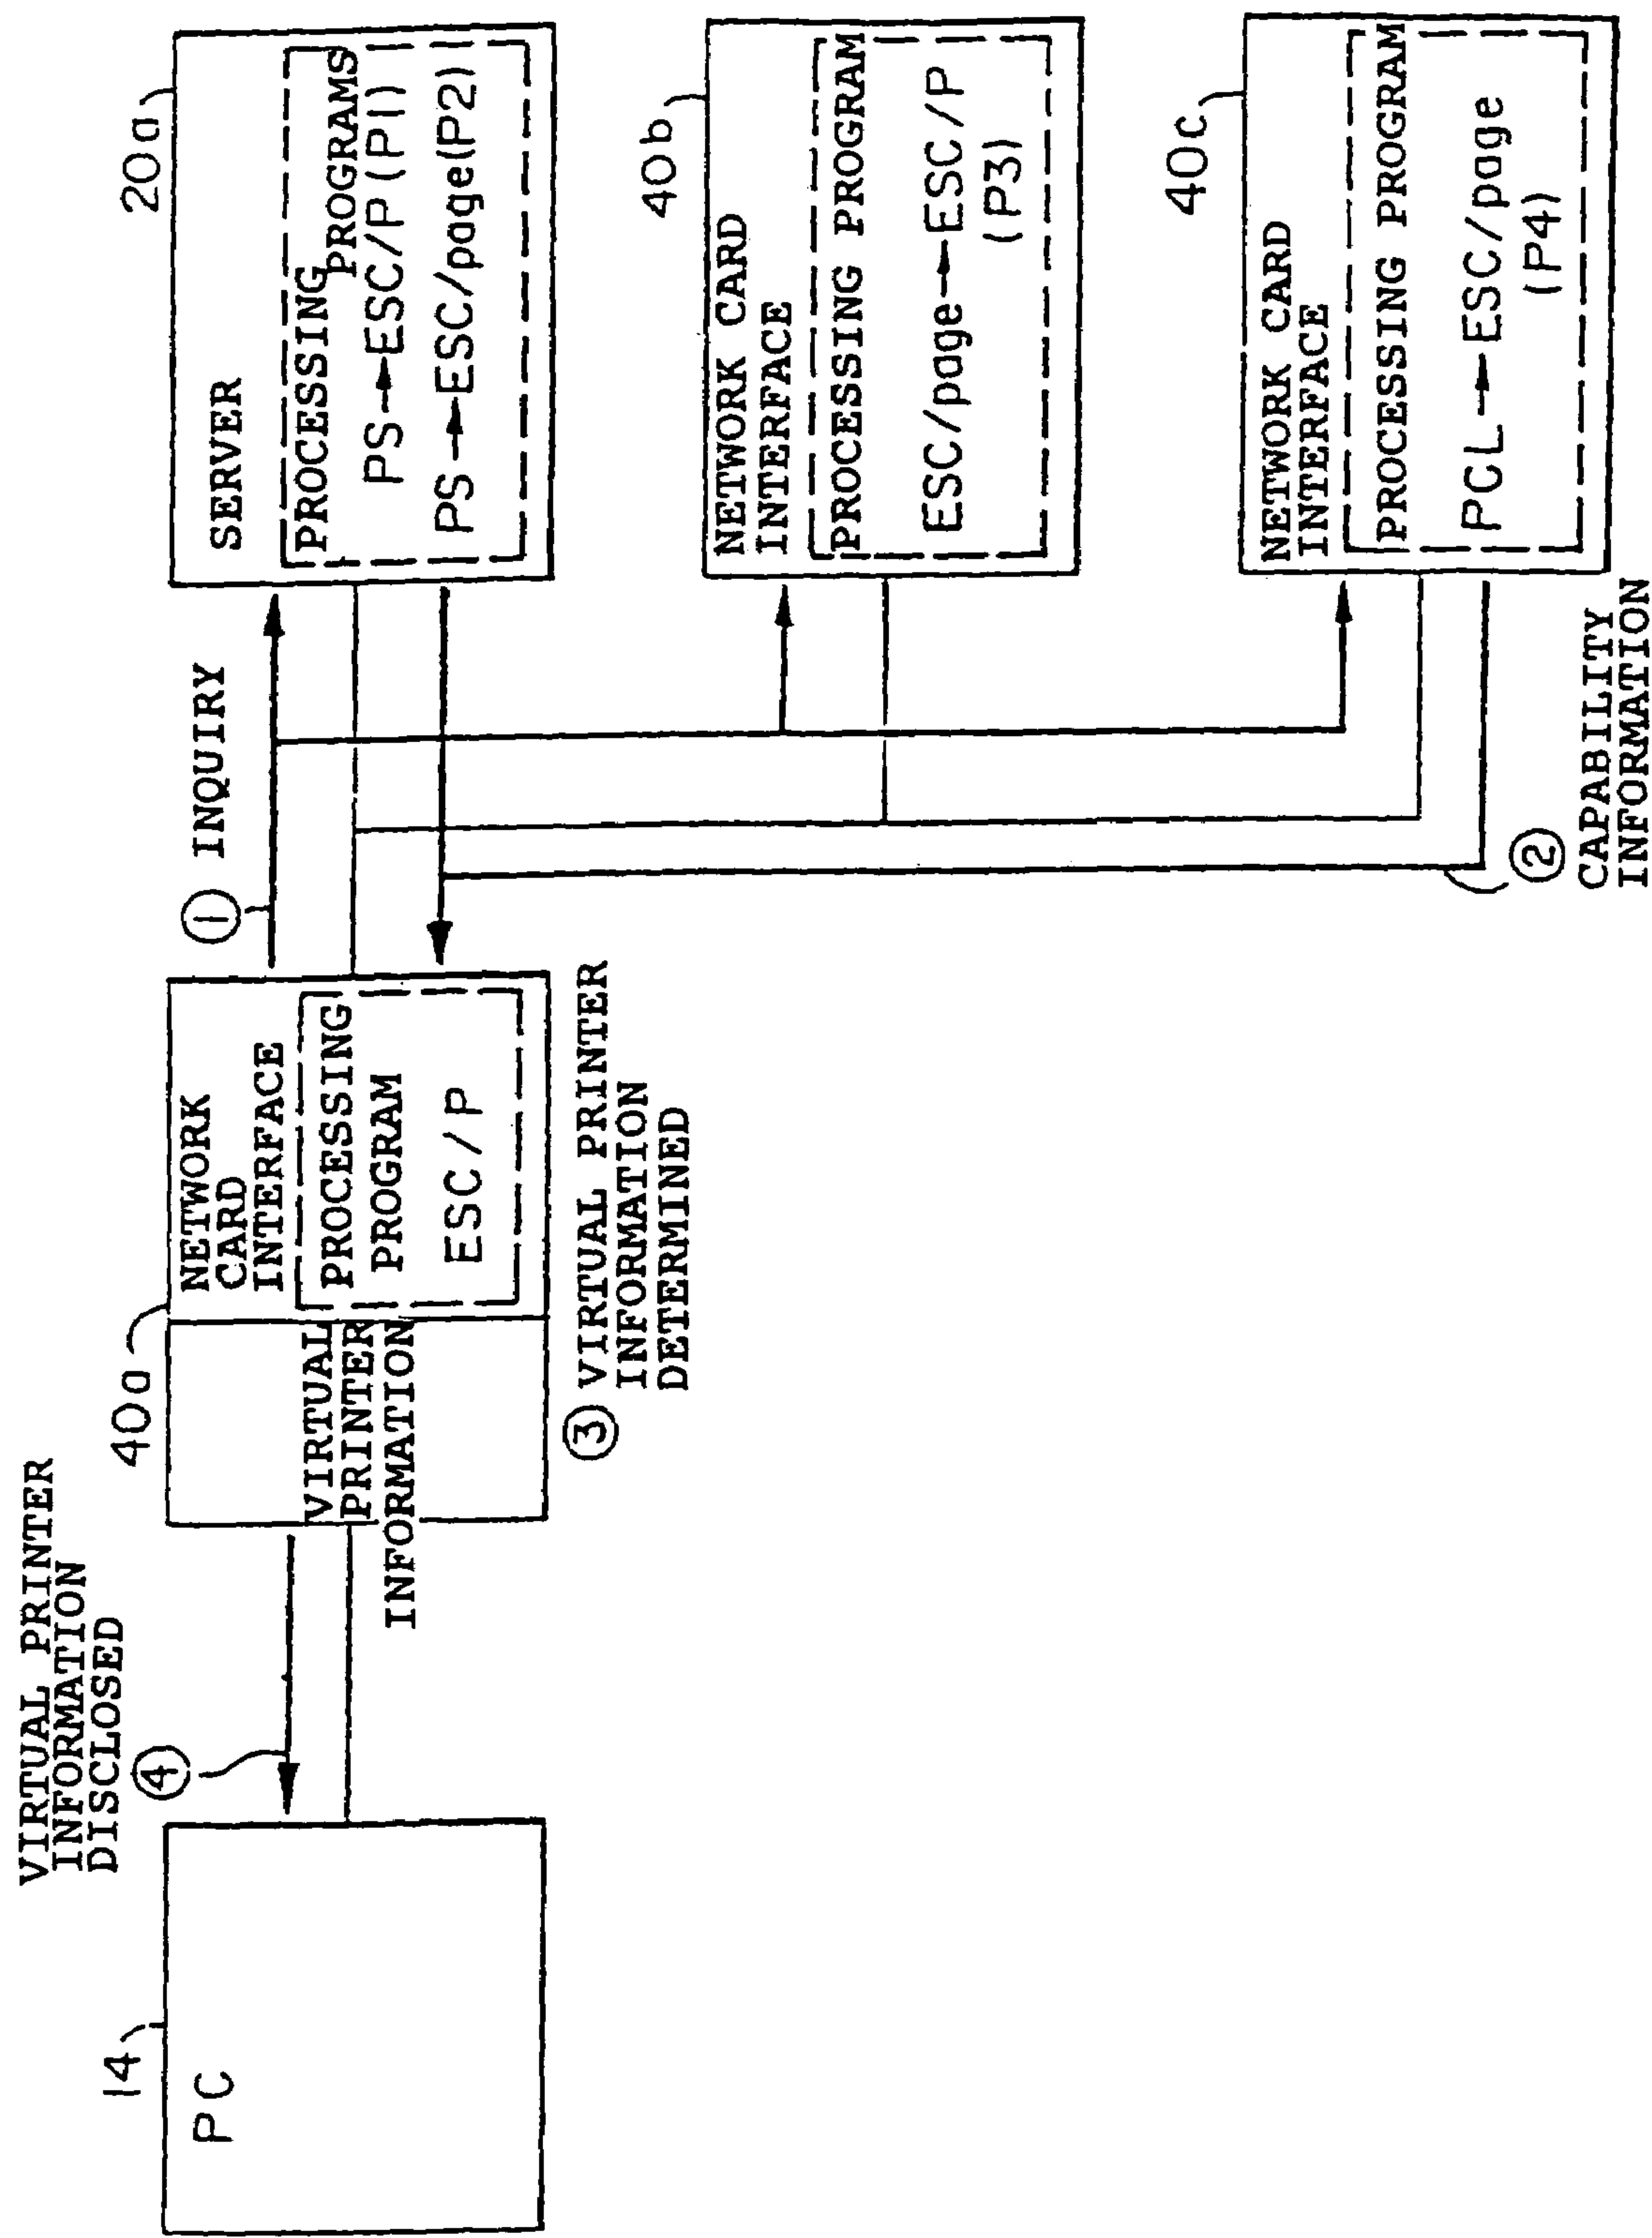 VIRTUAL PRINTER
INFORMATION
DISCLOSED
④
14
PC
40a
NETWORK
CARD
INTERFACE
PROCESSING
PROGRAM
ESC/P
VIRTUAL
PRINTER
INFORMATION
③ VIRTUAL PRINTER
INFORMATION
DETERMINED
① INQUIRY
② CAPABILITY
INFORMATION
20a
SERVER
PROCESSING
PROGRAMS
PS→ESC/P(P1)
PS→ESC/page(P2)
40b
NETWORK CARD
INTERFACE
PROCESSING PROGRAM
ESC/page→ESC/P
(P3)
40c
NETWORK CARD
INTERFACE
PROCESSING PROGRAM
PCL→ESC/page
(P4)